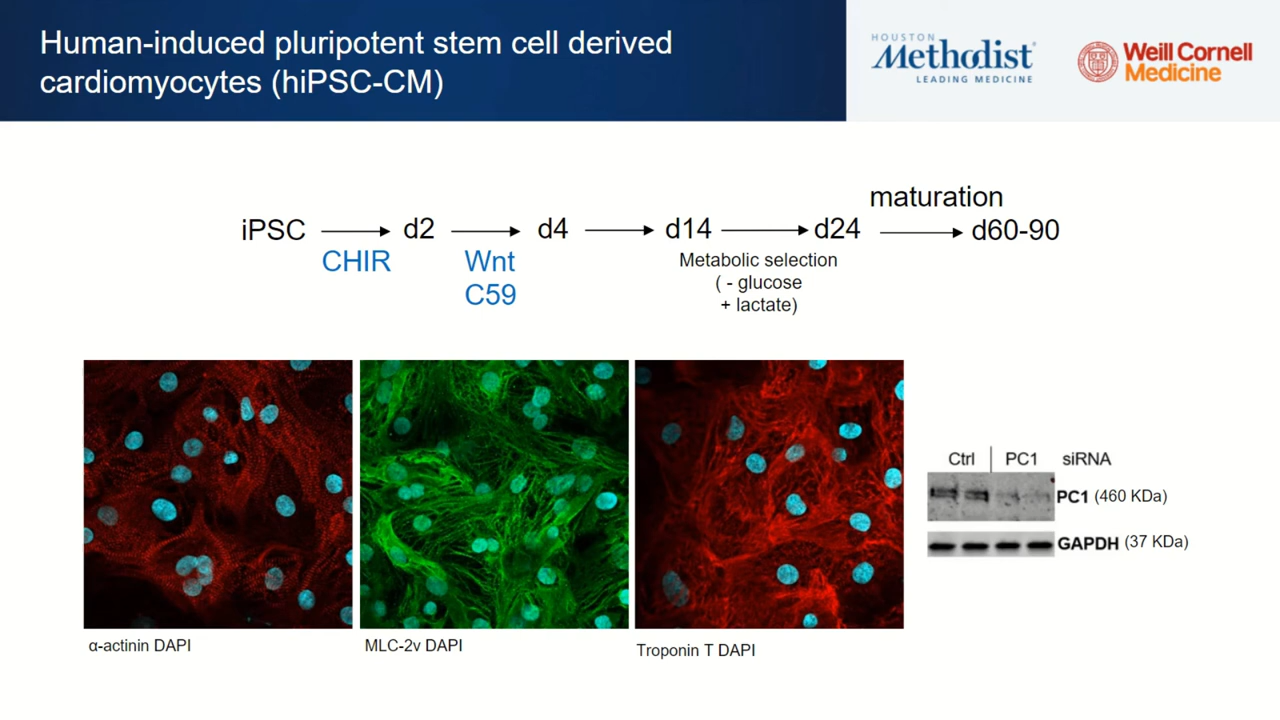 Human-induced pluripotent stem cell derived
cardiomyocytes (hiPSC-CM)
HOUSTON
Methodist
LEADING MEDICINE
Weill Cornell
Medicine
maturation
iPSC d2 d4 d14 d24 d60-90
CHIR Wnt
C59
Metabolic selection
( - glucose
+ lactate)
Ctrl PC1 siRNA
PC1 (460 KDa)
GAPDH (37 KDa)
α-actinin DAPI
MLC-2v DAPI
Troponin T DAPI